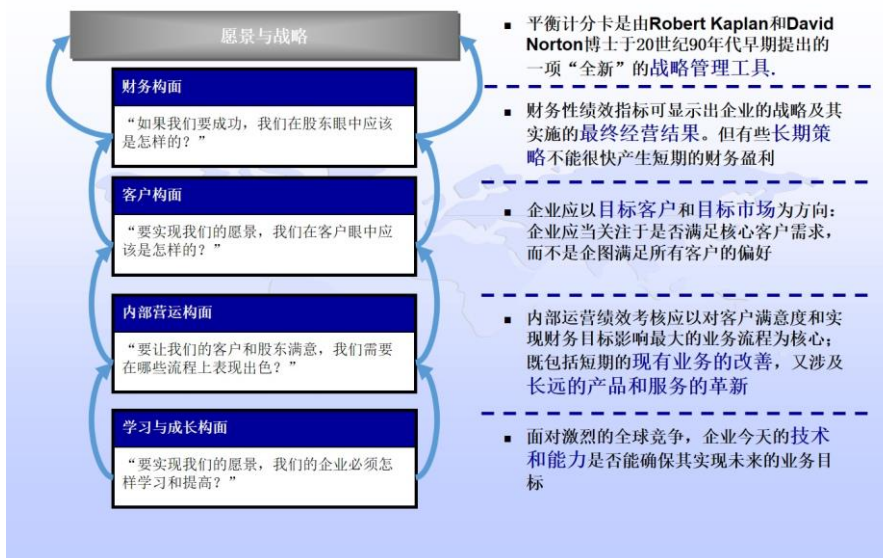 愿景与战略
财务构面
“如果我们要成功，我们在股东眼中应该
是怎样的？”
客户构面
“要实现我们的愿景，我们在客户眼中应
该是怎样的？”
内部营运构面
“要让我们的客户和股东满意，我们需要
在哪些流程上表现出色？”
学习与成长构面
“要实现我们的愿景，我们的企业必须怎
样学习和提高？”
▪ 平衡计分卡是由Robert Kaplan和David
Norton博士于20世纪90年代早期提出的
一项“全新”的战略管理工具.
▪ 财务性绩效指标可显示出企业的战略及其
实施的最终经营结果。但有些长期策
略不能很快产生短期的财务盈利
▪ 企业应以目标客户和目标市场为方向：
企业应当关注于是否满足核心客户需求，
而不是企图满足所有客户的偏好
▪ 内部运营绩效考核应以对客户满意度和实
现财务目标影响最大的业务流程为核心；
既包括短期的现有业务的改善，又涉及
长远的产品和服务的革新
▪ 面对激烈的全球竞争，企业今天的技术
和能力是否能确保其实现未来的业务目
标